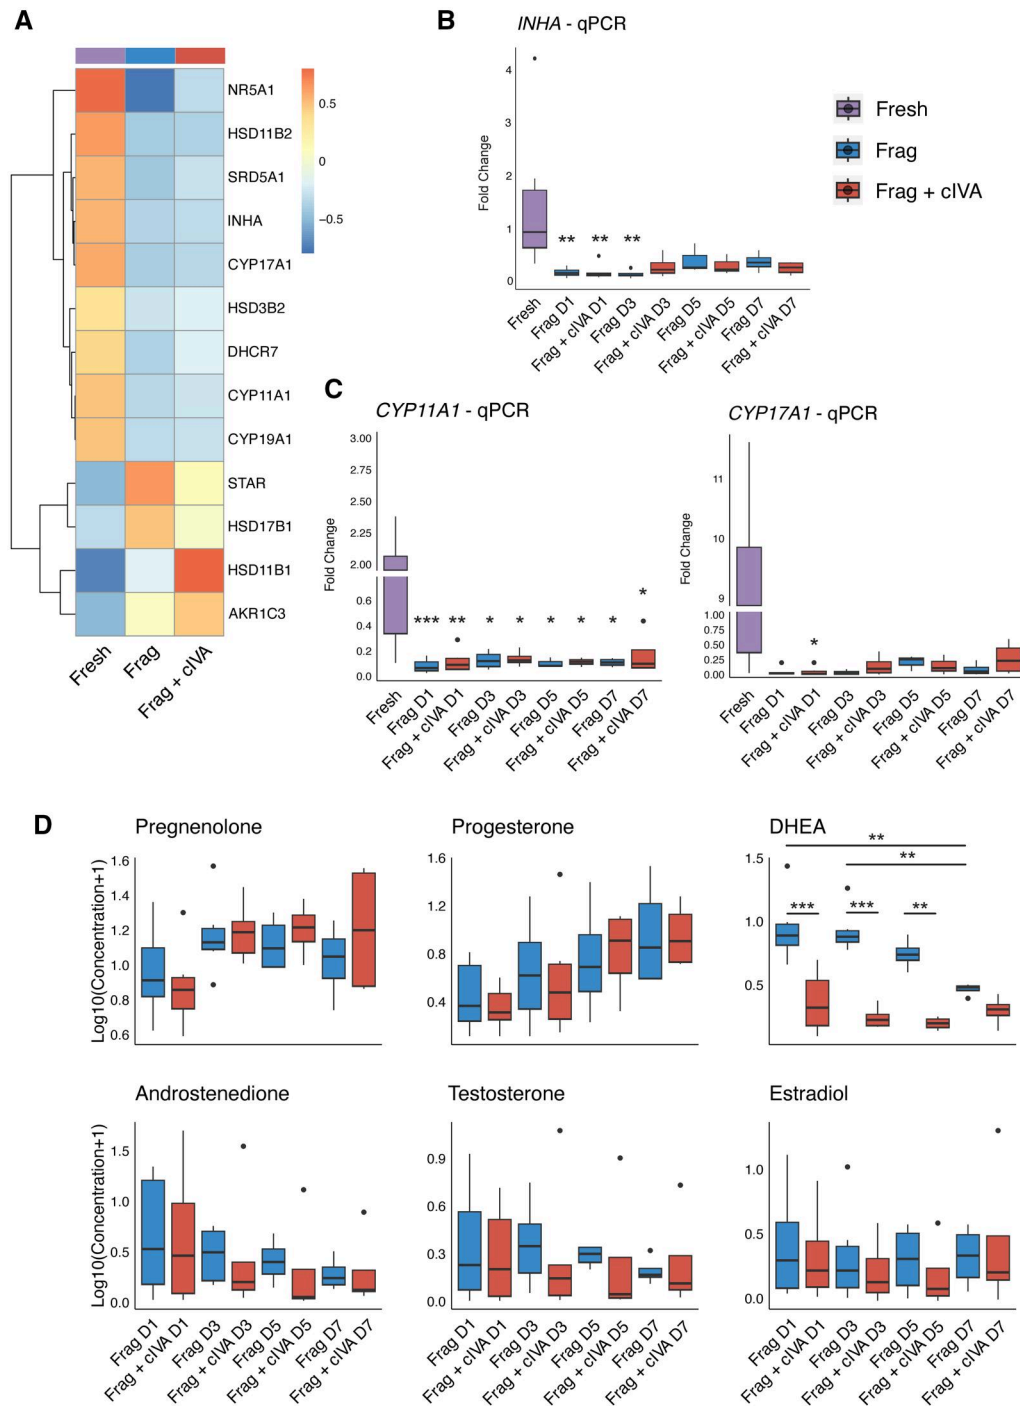 A
NR5A1
HSD11B2
SRD5A1
INHA
CYP17A1
HSD3B2
DHCR7
CYP11A1
CYP19A1
STAR
HSD17B1
HSD11B1
AKR1C3
0.5
0
−0.5
Fresh
Frag
Frag + cIVA
B
INHA - qPCR
Fold Change
4
3
2
1
0
** ** **
Fresh
Frag D1
Frag + cIVA D1
Frag D3
Frag + cIVA D3
Frag D5
Frag + cIVA D5
Frag D7
Frag + cIVA D7
Fresh
Frag
Frag + cIVA
C
CYP11A1 - qPCR
Fold Change
3.00
2.75
2.50
2.25
2.00
0.6
0.4
0.2
0.0
*** ** * * * * * *
Fresh
Frag D1
Frag + cIVA D1
Frag D3
Frag + cIVA D3
Frag D5
Frag + cIVA D5
Frag D7
Frag + cIVA D7
CYP17A1 - qPCR
Fold Change
11
10
9
1.00
0.75
0.50
0.25
0.00
*
Fresh
Frag D1
Frag + cIVA D1
Frag D3
Frag + cIVA D3
Frag D5
Frag + cIVA D5
Frag D7
Frag + cIVA D7
D
Pregnenolone
Log10(Concentration+1)
1.6
1.4
1.2
1.0
0.8
0.6
Progesterone
1.6
1.2
0.8
0.4
DHEA
1.5
1.0
0.5
**
**
*** *** **
Androstenedione
Log10(Concentration+1)
1.5
1.0
0.5
0.0
Frag D1
Frag + cIVA D1
Frag D3
Frag + cIVA D3
Frag D5
Frag + cIVA D5
Frag D7
Frag + cIVA D7
Testosterone
0.9
0.6
0.3
0.0
Frag D1
Frag + cIVA D1
Frag D3
Frag + cIVA D3
Frag D5
Frag + cIVA D5
Frag D7
Frag + cIVA D7
Estradiol
1.0
0.5
0.0
Frag D1
Frag + cIVA D1
Frag D3
Frag + cIVA D3
Frag D5
Frag + cIVA D5
Frag D7
Frag + cIVA D7